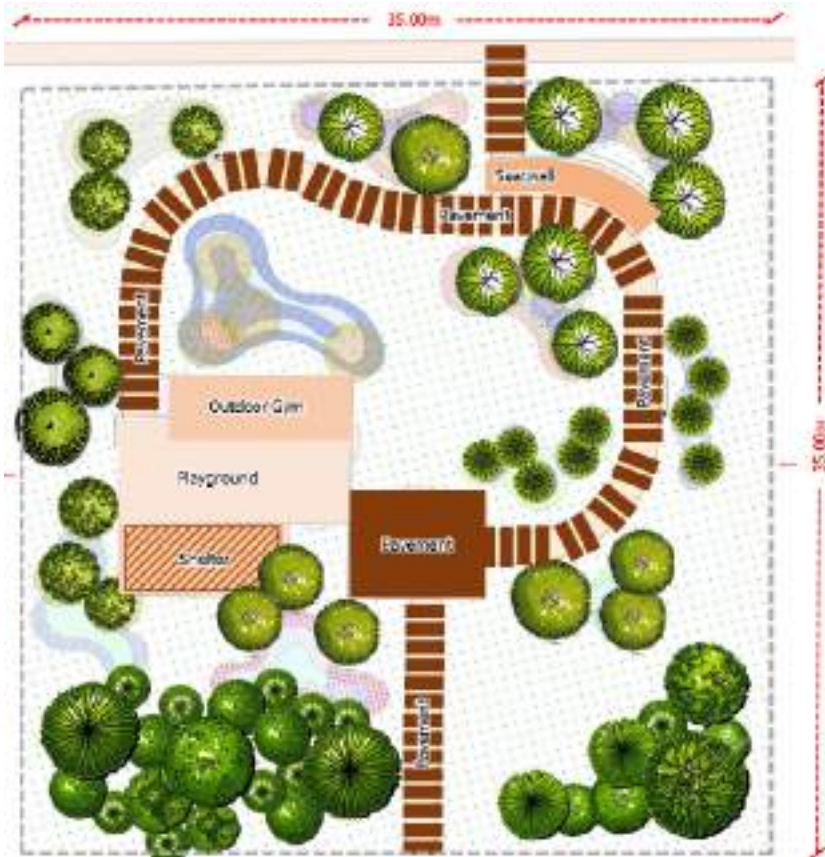 35.00m
Seatwall
Pavement
Pavement
Pavement
35.00m
Outdoor Gym
Playground
Pavement
Shelter
Pavement